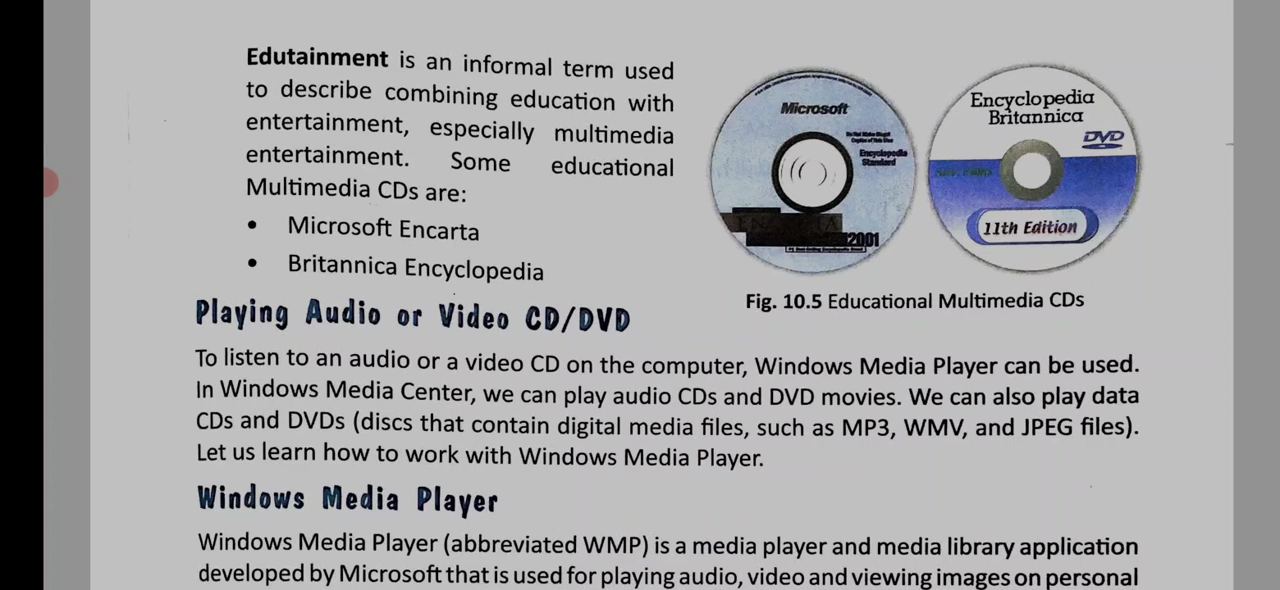 Edutainment is an informal term used
to describe combining education with
entertainment, especially multimedia
entertainment. Some educational
Multimedia CDs are:
• Microsoft Encarta
• Britannica Encyclopedia
Microsoft
Encyclopedia
Standard
2001
Encyclopedia
Britannica
DVD
11th Edition
Fig. 10.5 Educational Multimedia CDs
Playing Audio or Video CD/DVD
To listen to an audio or a video CD on the computer, Windows Media Player can be used.
In Windows Media Center, we can play audio CDs and DVD movies. We can also play data
CDs and DVDs (discs that contain digital media files, such as MP3, WMV, and JPEG files).
Let us learn how to work with Windows Media Player.
Windows Media Player
Windows Media Player (abbreviated WMP) is a media player and media library application
developed by Microsoft that is used for playing audio, video and viewing images on personal